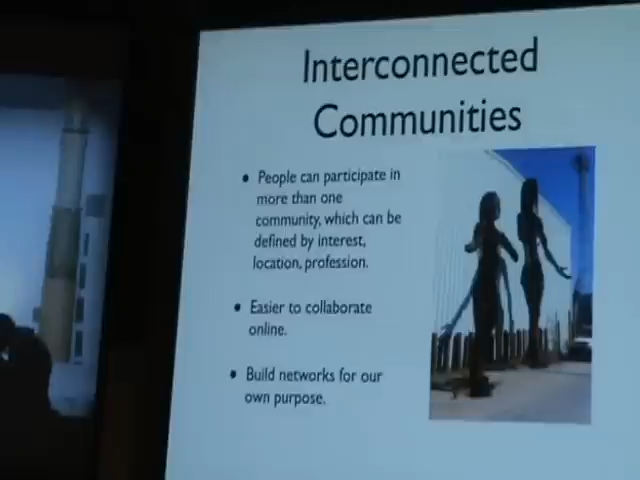 Interconnected
Communities
• People can participate in
more than one
community, which can be
defined by interest,
location, profession.
• Easier to collaborate
online.
• Build networks for our
own purpose.